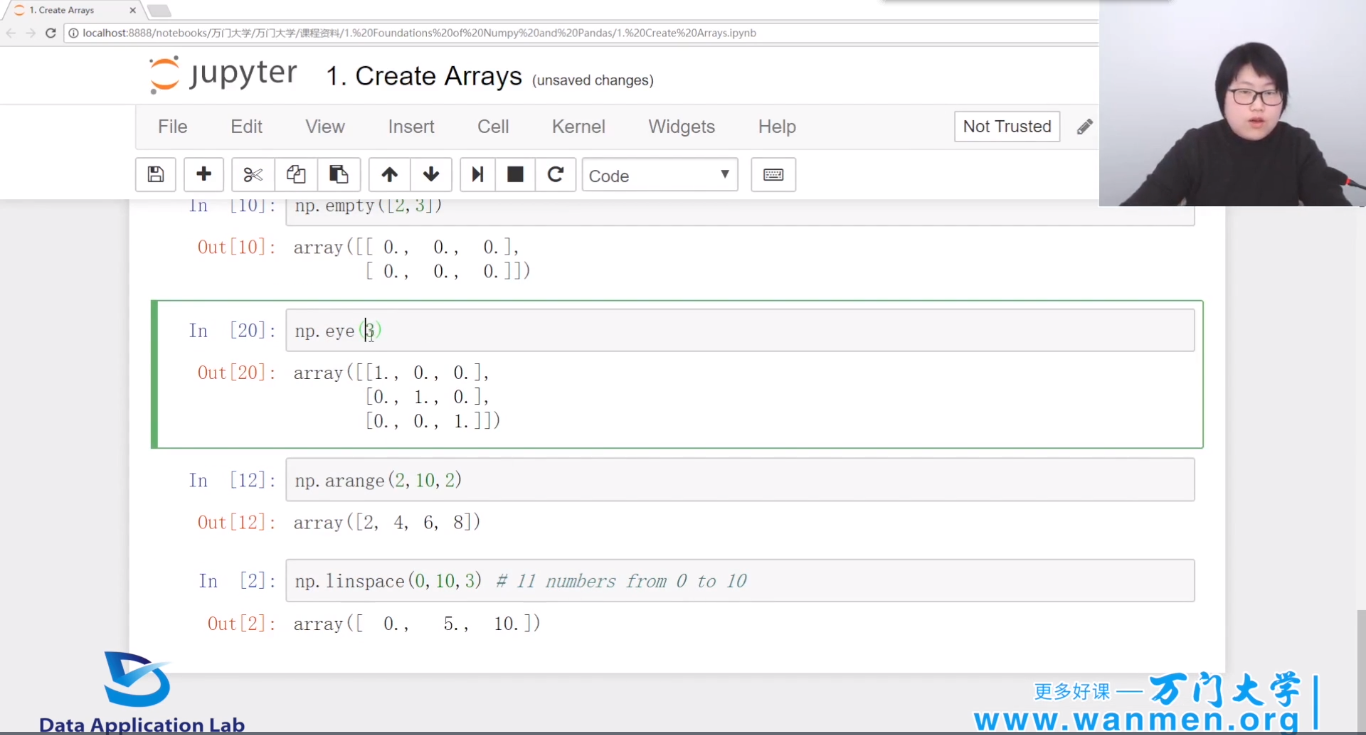 1. Create Arrays
localhost:8888/notebooks/万门大学/万门大学/课程资料/1.%20Foundations%20of%20Numpy%20and%20Pandas/1.%20Create%20Arrays.ipynb
jupyter 1. Create Arrays (unsaved changes)
File Edit View Insert Cell Kernel Widgets Help Not Trusted
Code
In [10]: np.empty([2,3])
Out[10]: array([[ 0., 0., 0.],
[ 0., 0., 0.]])
In [20]: np.eye(3)
Out[20]: array([[1., 0., 0.],
[0., 1., 0.],
[0., 0., 1.]])
In [12]: np.arange(2,10,2)
Out[12]: array([2, 4, 6, 8])
In [2]: np.linspace(0,10,3) # 11 numbers from 0 to 10
Out[2]: array([ 0., 5., 10.])
Data Application Lab
更多好课 — 万门大学
www.wanmen.org